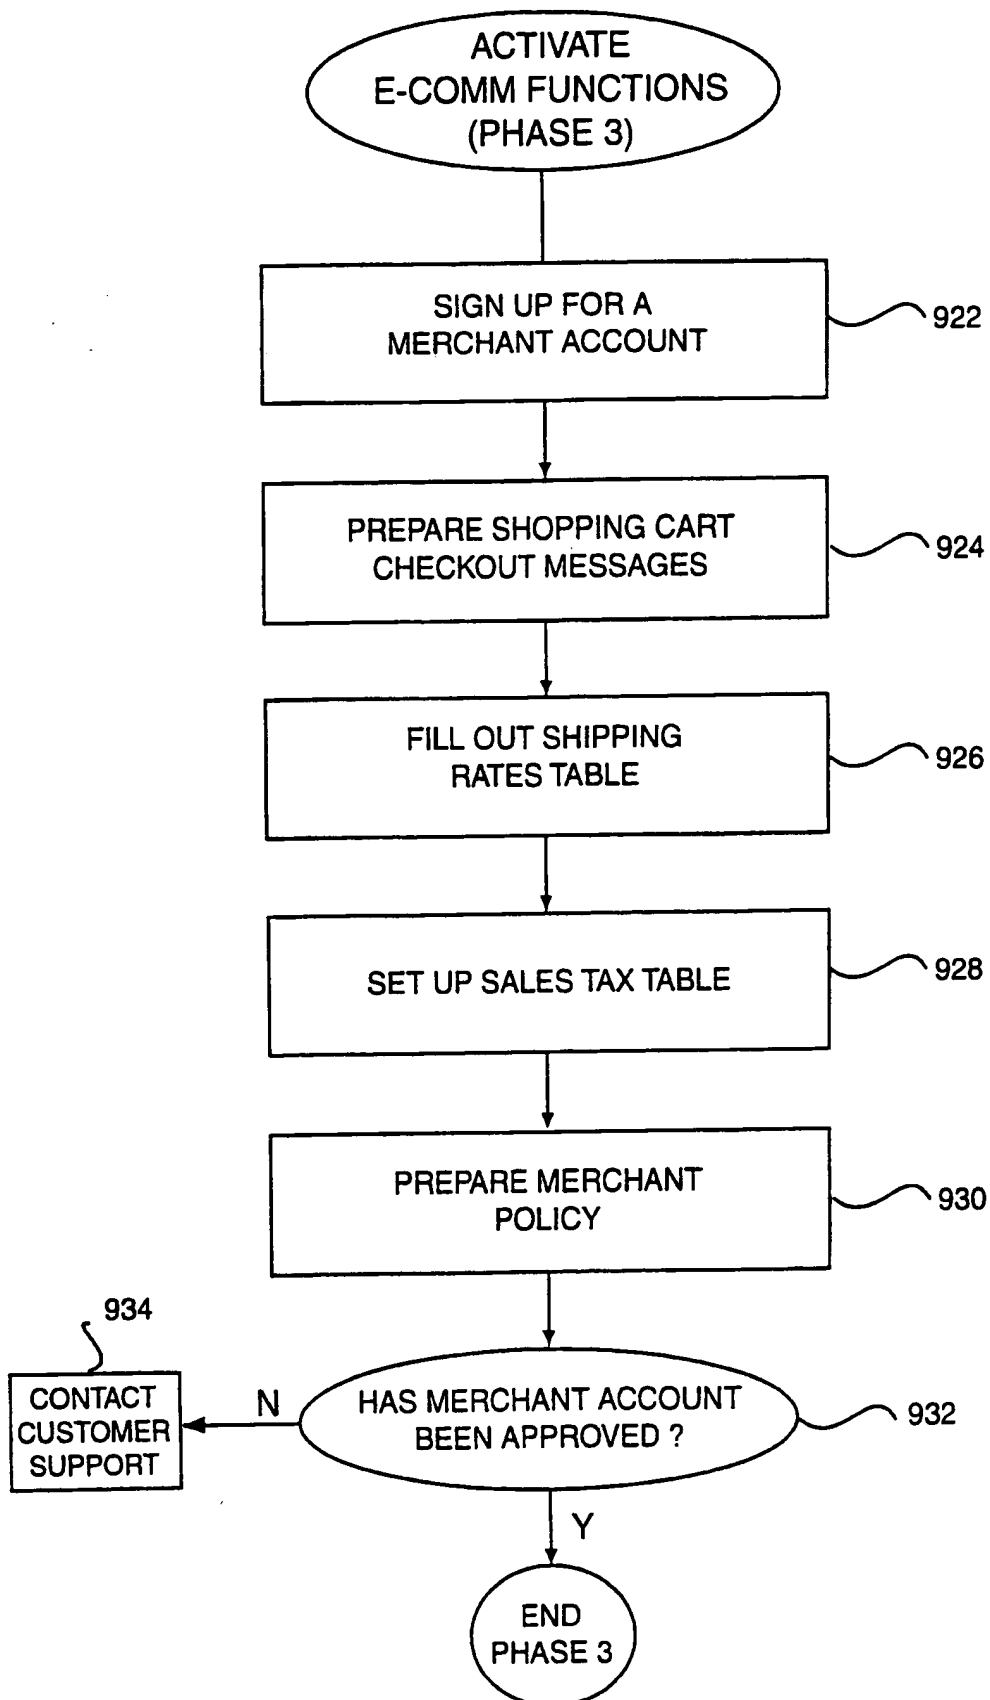 ACTIVATE
E-COMM FUNCTIONS
(PHASE 3)
SIGN UP FOR A
MERCHANT ACCOUNT
922
PREPARE SHOPPING CART
CHECKOUT MESSAGES
924
FILL OUT SHIPPING
RATES TABLE
926
SET UP SALES TAX TABLE
928
PREPARE MERCHANT
POLICY
930
934
CONTACT
CUSTOMER
SUPPORT
N
HAS MERCHANT ACCOUNT
BEEN APPROVED ?
932
Y
END
PHASE 3